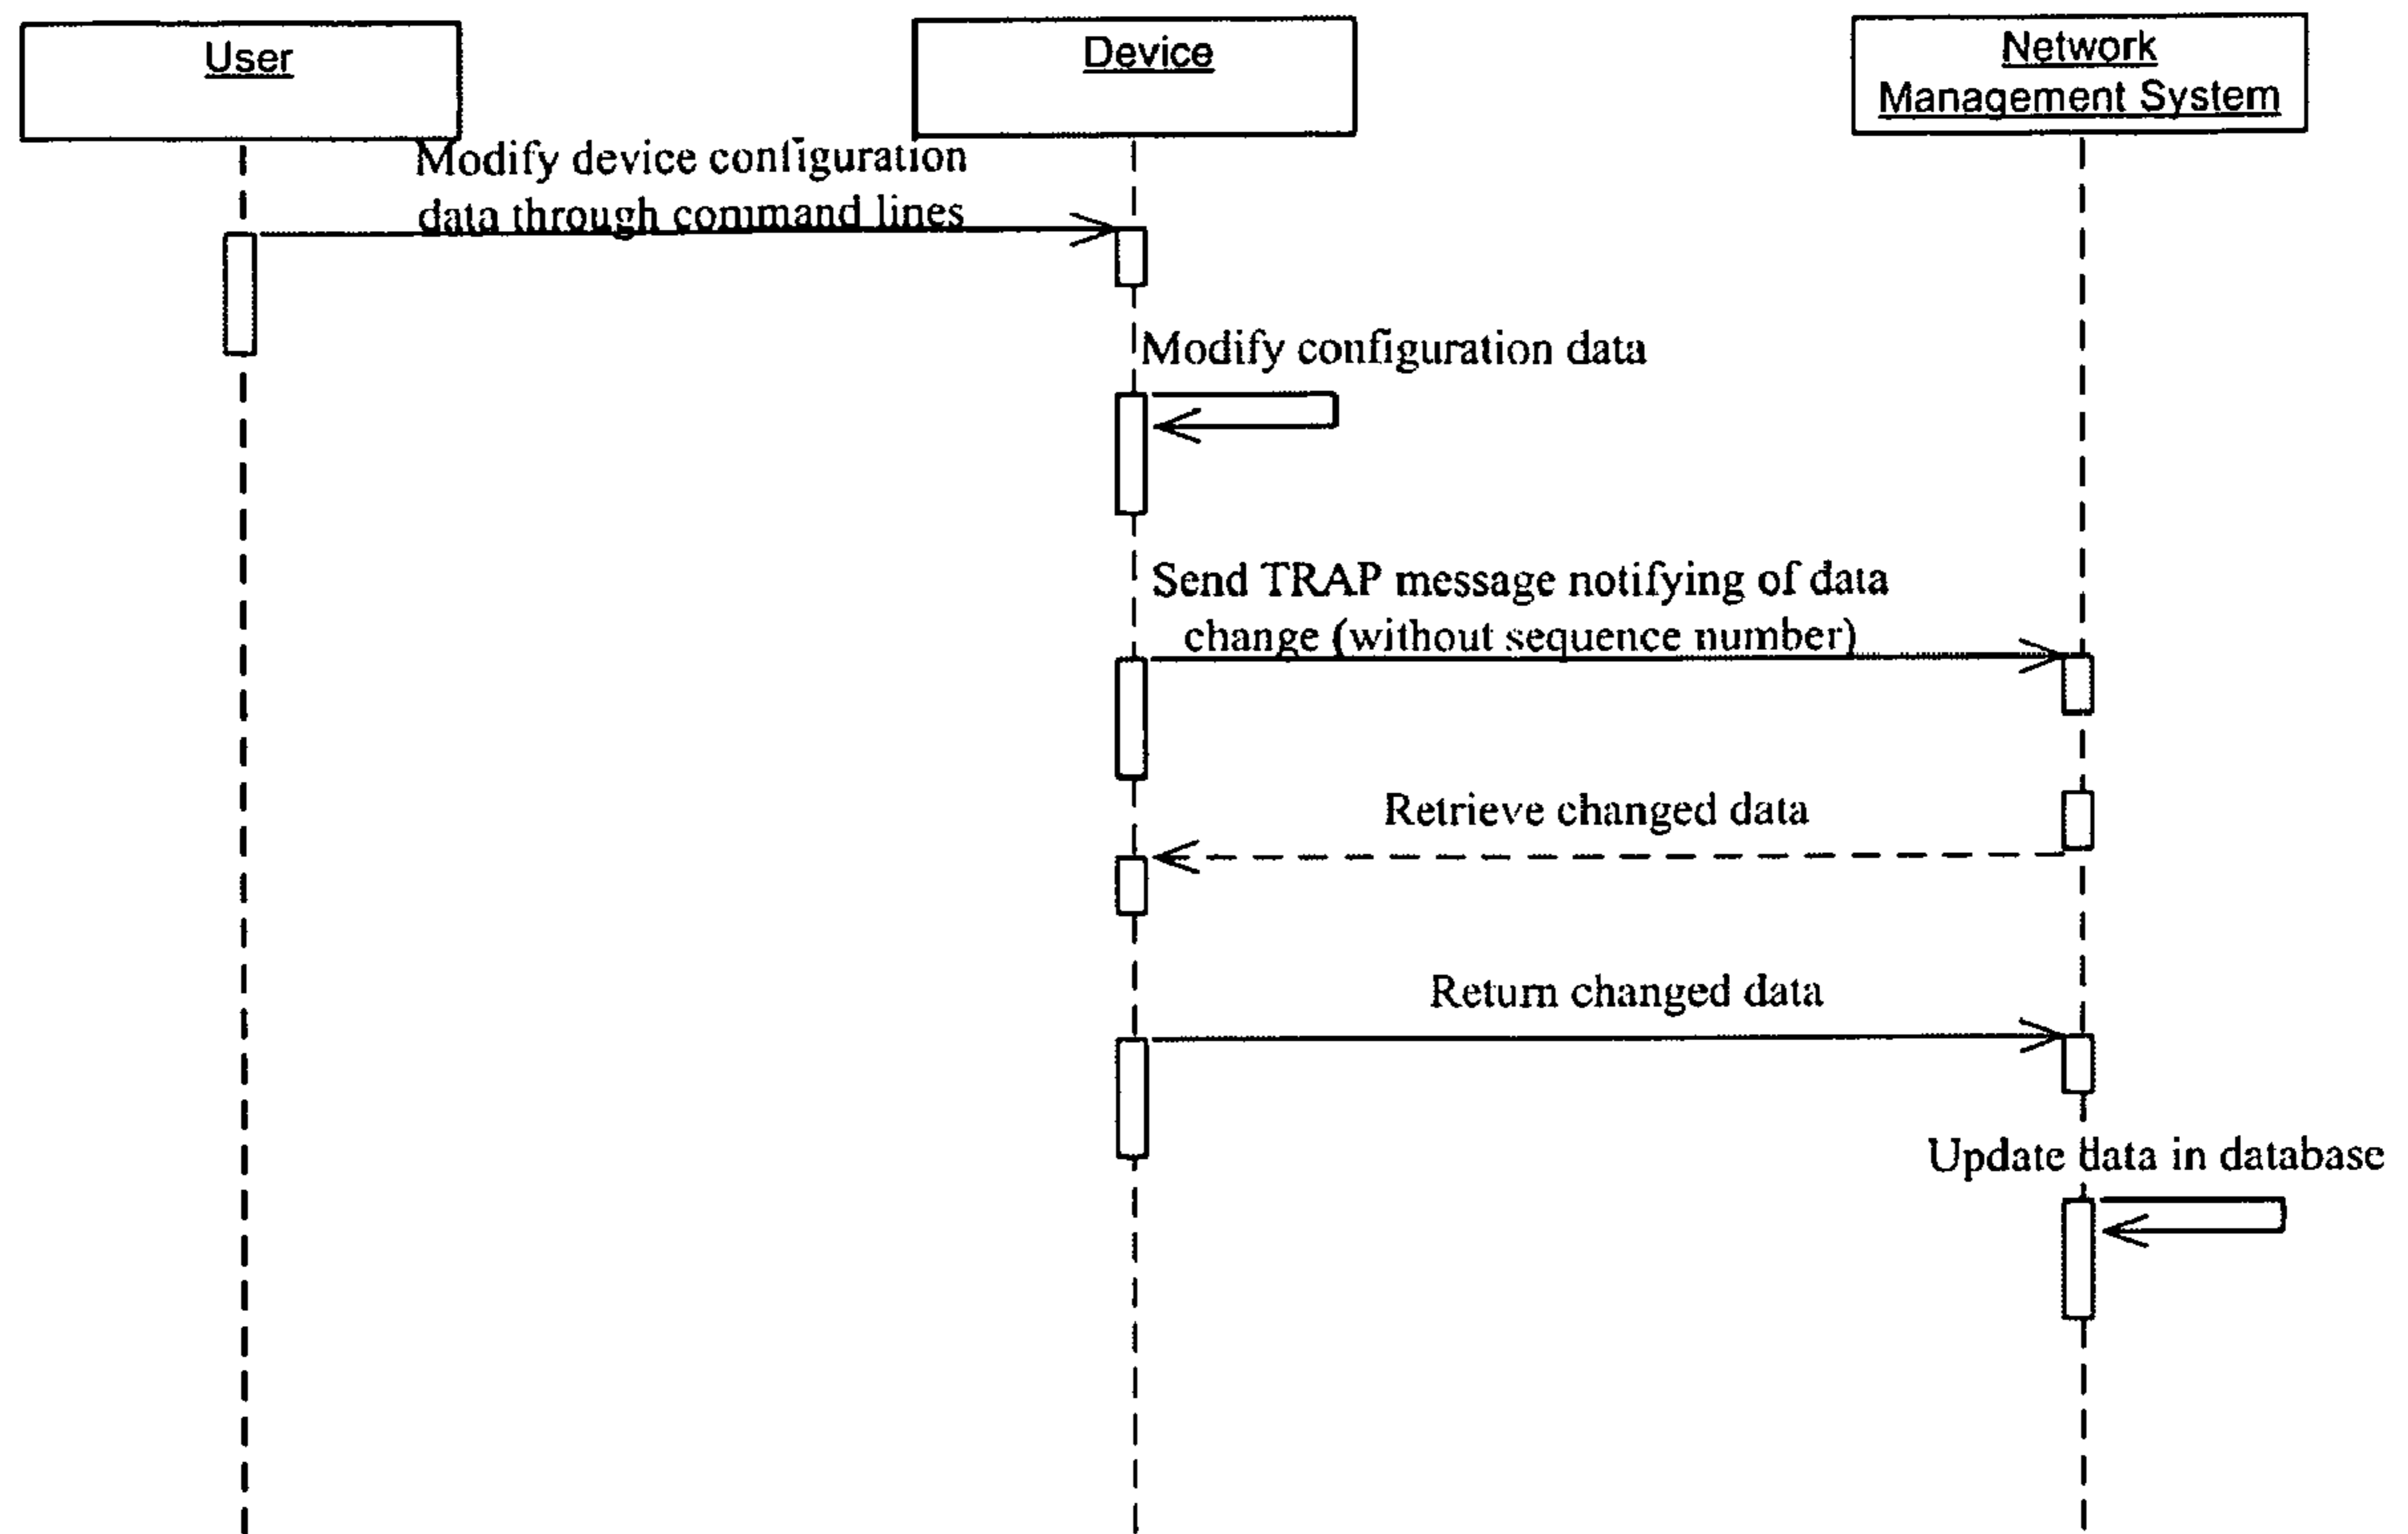 User
Device
Network
Management System
Modify device configuration
data through command lines
Modify configuration data
Send TRAP message notifying of data
change (without sequence number)
Retrieve changed data
Return changed data
Update data in database